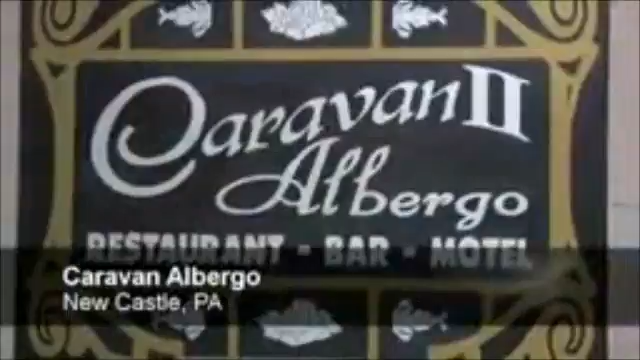 Caravan II
Albergo
RESTAURANT - BAR - MOTEL
Caravan Albergo
New Castle, PA